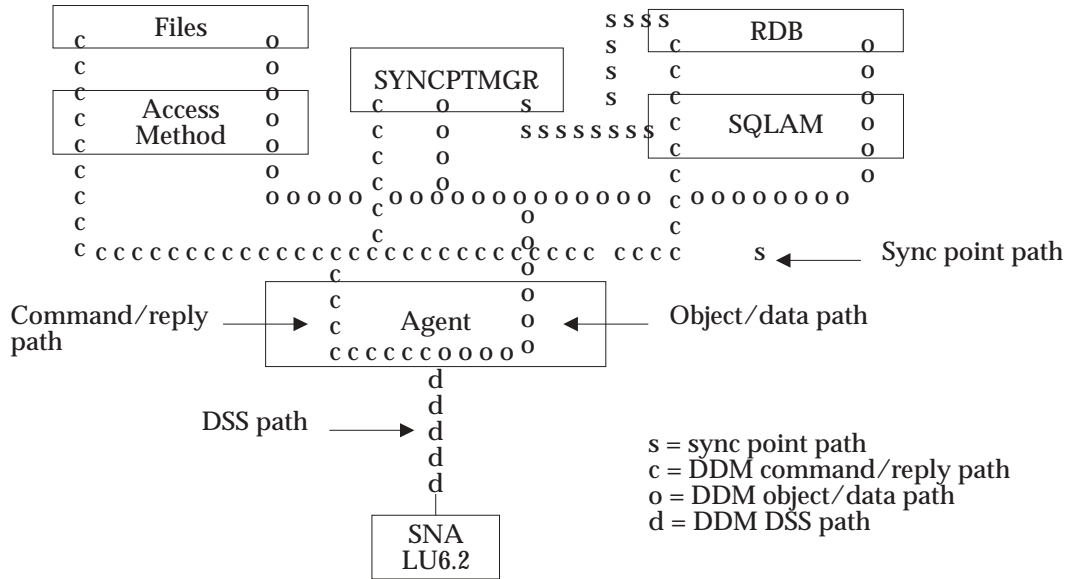 Files s s s s RDB
c o s c o
c o SYNCPTMGR s c o
c Access o c o s s c o
c Method o c o s s s s s s s s c SQLAM o
c o c o c o
c o c o c o
c o o o o o c o o o o o o o o o o o o o c o o o o o o o o
c c o c
c c c c c c c c c c c c c c c c c c c c c c c c c c c c c c c c s Sync point path
c o
c o
Command/reply path c Agent o Object/data path
c c c c c c o o o o o
d
d
DSS path d
d
d
s = sync point path
c = DDM command/reply path
o = DDM object/data path
d = DDM DSS path
SNA
LU6.2